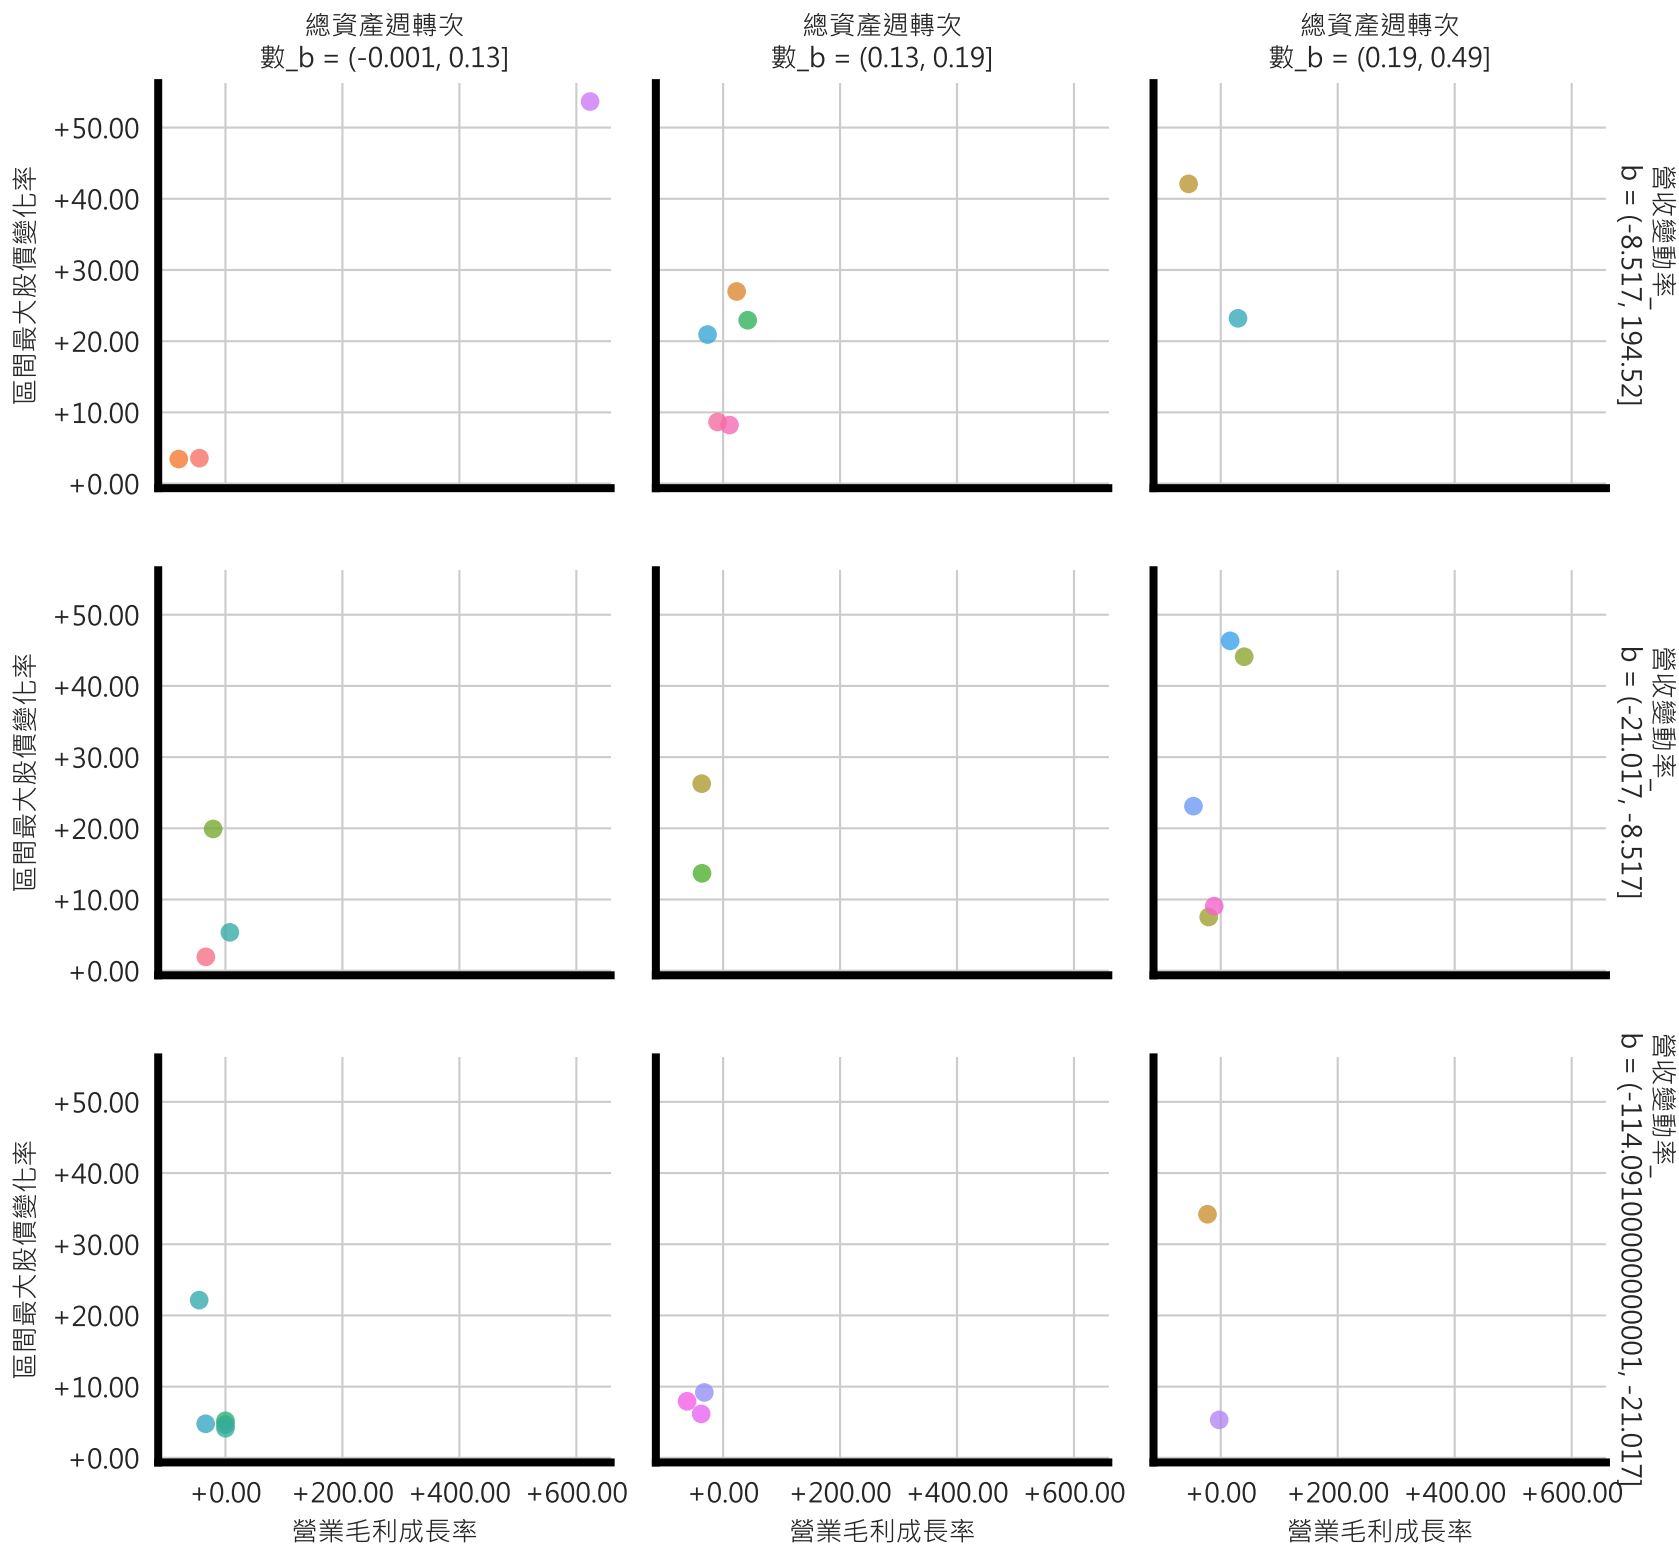 總資產週轉次
數_b = (-0.001, 0.13]
總資產週轉次
數_b = (0.13, 0.19]
總資產週轉次
數_b = (0.19, 0.49]
區間最大股價變化率
+50.00
+40.00
+30.00
+20.00
+10.00
+0.00
營收變動率_
b = (-8.517, 194.52]
區間最大股價變化率
+50.00
+40.00
+30.00
+20.00
+10.00
+0.00
營收變動率_
b = (-21.017, -8.517]
區間最大股價變化率
+50.00
+40.00
+30.00
+20.00
+10.00
+0.00
營收變動率_
b = (-114.09100000000000001, -21.017]
+0.00 +200.00 +400.00 +600.00
+0.00 +200.00 +400.00 +600.00
+0.00 +200.00 +400.00 +600.00
營業毛利成長率
營業毛利成長率
營業毛利成長率